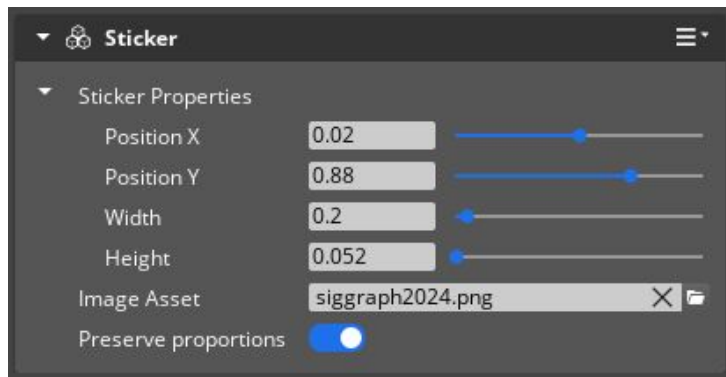 Sticker
Sticker Properties
Position X 0.02
Position Y 0.88
Width 0.2
Height 0.052
Image Asset siggraph2024.png
Preserve proportions